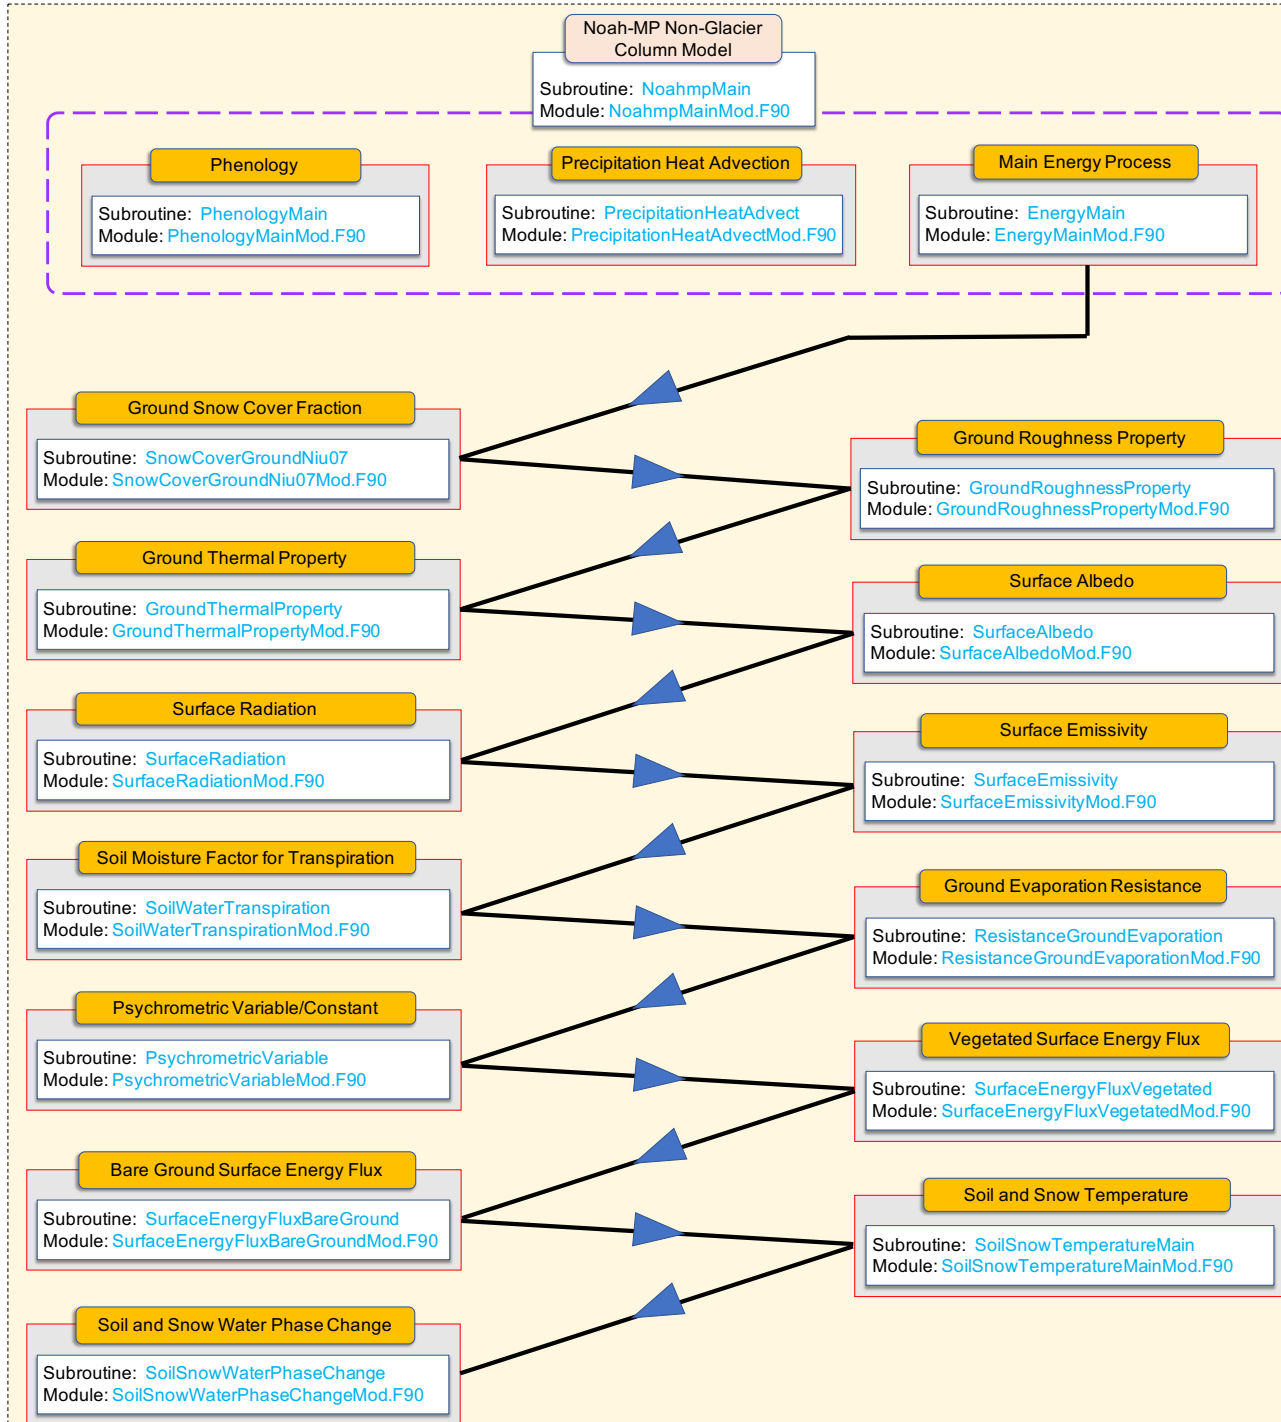 Noah-MP Non-Glacier
Column Model
Subroutine: NoahmpMain
Module: NoahmpMainMod.F90
Phenology
Subroutine: PhenologyMain
Module: PhenologyMainMod.F90
Precipitation Heat Advection
Subroutine: PrecipitationHeatAdvect
Module: PrecipitationHeatAdvectMod.F90
Main Energy Process
Subroutine: EnergyMain
Module: EnergyMainMod.F90
Ground Snow Cover Fraction
Subroutine: SnowCoverGroundNiu07
Module: SnowCoverGroundNiu07Mod.F90
Ground Roughness Property
Subroutine: GroundRoughnessProperty
Module: GroundRoughnessPropertyMod.F90
Ground Thermal Property
Subroutine: GroundThermalProperty
Module: GroundThermalPropertyMod.F90
Surface Albedo
Subroutine: SurfaceAlbedo
Module: SurfaceAlbedoMod.F90
Surface Radiation
Subroutine: SurfaceRadiation
Module: SurfaceRadiationMod.F90
Surface Emissivity
Subroutine: SurfaceEmissivity
Module: SurfaceEmissivityMod.F90
Soil Moisture Factor for Transpiration
Subroutine: SoilWaterTranspiration
Module: SoilWaterTranspirationMod.F90
Ground Evaporation Resistance
Subroutine: ResistanceGroundEvaporation
Module: ResistanceGroundEvaporationMod.F90
Psychrometric Variable/Constant
Subroutine: PsychrometricVariable
Module: PsychrometricVariableMod.F90
Vegetated Surface Energy Flux
Subroutine: SurfaceEnergyFluxVegetated
Module: SurfaceEnergyFluxVegetatedMod.F90
Bare Ground Surface Energy Flux
Subroutine: SurfaceEnergyFluxBareGround
Module: SurfaceEnergyFluxBareGroundMod.F90
Soil and Snow Temperature
Subroutine: SoilSnowTemperatureMain
Module: SoilSnowTemperatureMainMod.F90
Soil and Snow Water Phase Change
Subroutine: SoilSnowWaterPhaseChange
Module: SoilSnowWaterPhaseChangeMod.F90